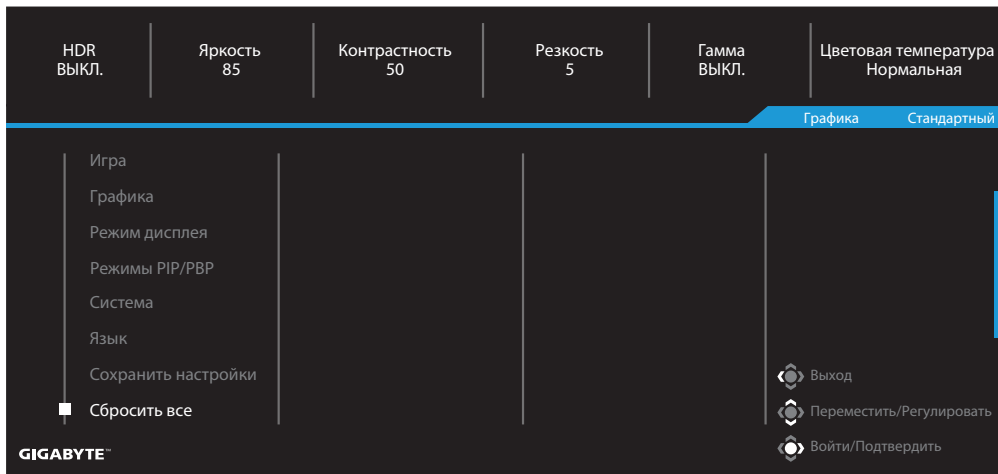 HDR
ВЫКЛ.
Яркость
85
Контрастность
50
Резкость
5
Гамма
ВЫКЛ.
Цветовая температура
Нормальная
Графика Стандартный
Игра
Графика
Режим дисплея
Режимы PIP/PBP
Система
Язык
Сохранить настройки
Сбросить все
Выход
Переместить/Регулировать
Войти/Подтвердить
GIGABYTE™